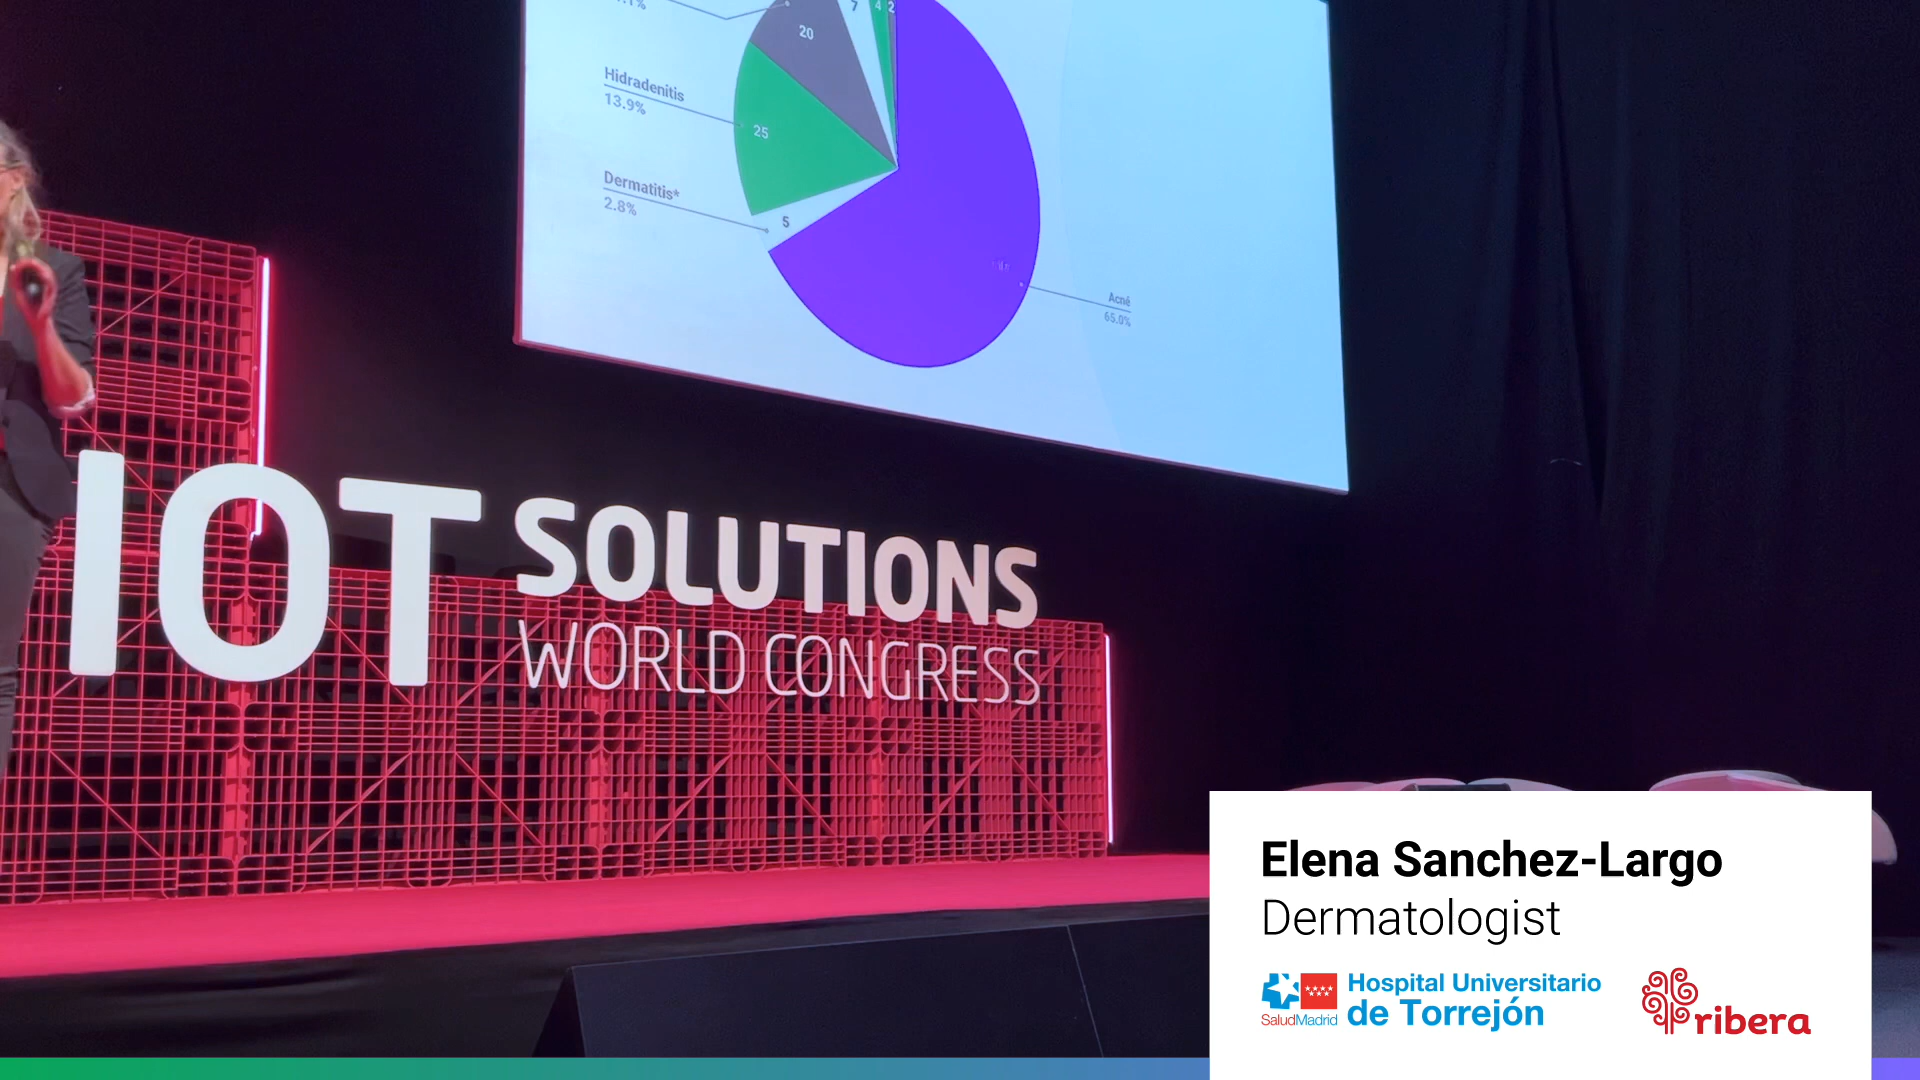 7
4
2
20
Hidradenitis
13.9%
25
Dermatitis*
2.8%
5
Acné
65.0%
IOT SOLUTIONS
WORLD CONGRESS
Elena Sanchez-Largo
Dermatologist
SaludMadrid
Hospital Universitario
de Torrejón
ribera